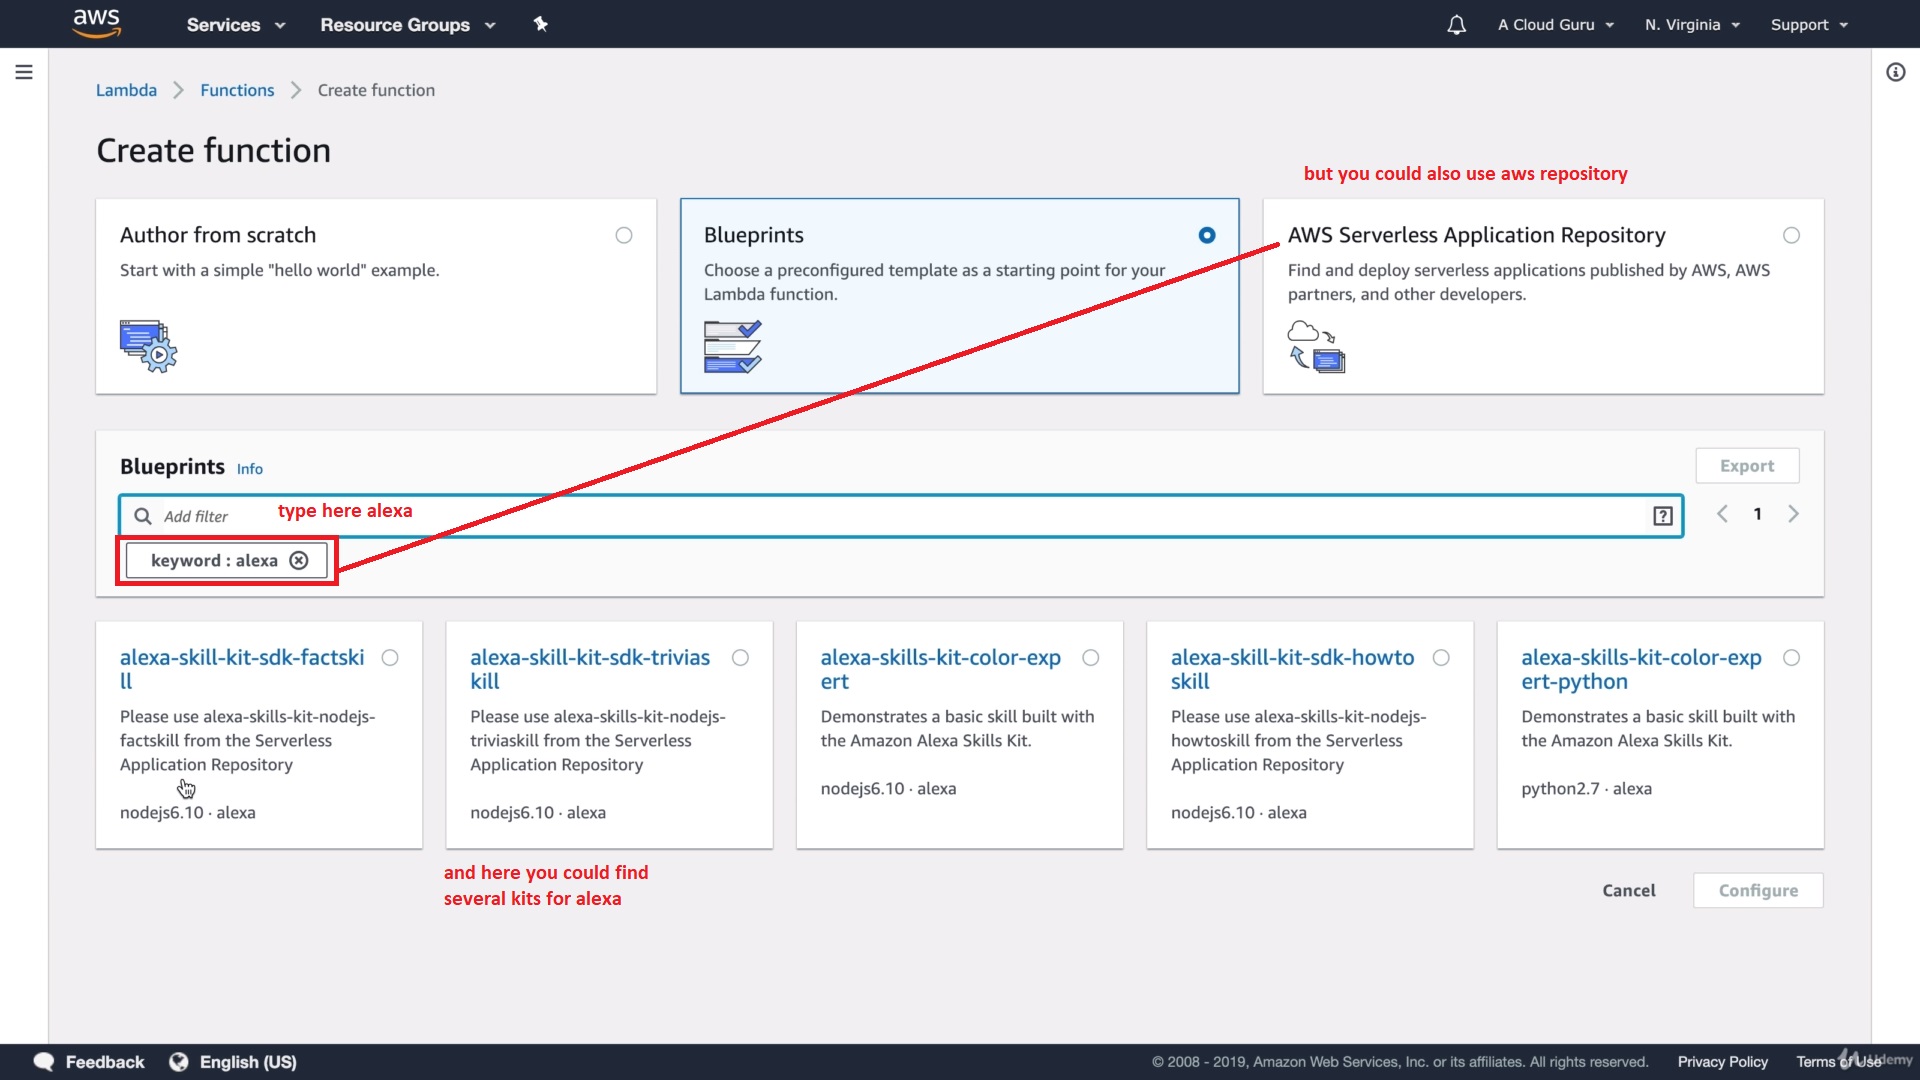 aws
Services
Resource Groups
A Cloud Guru
N. Virginia
Support
Lambda
Functions
Create function
Create function
but you could also use aws repository
Author from scratch
Start with a simple "hello world" example.
Blueprints
Choose a preconfigured template as a starting point for your
Lambda function.
AWS Serverless Application Repository
Find and deploy serverless applications published by AWS, AWS
partners, and other developers.
Blueprints Info
Export
Add filter
type here alexa
1
keyword : alexa
alexa-skill-kit-sdk-factski
ll
Please use alexa-skills-kit-nodejs-
factskill from the Serverless
Application Repository
nodejs6.10 · alexa
alexa-skill-kit-sdk-trivias
kill
Please use alexa-skills-kit-nodejs-
triviaskill from the Serverless
Application Repository
nodejs6.10 · alexa
alexa-skills-kit-color-exp
ert
Demonstrates a basic skill built with
the Amazon Alexa Skills Kit.
nodejs6.10 · alexa
alexa-skill-kit-sdk-howto
skill
Please use alexa-skills-kit-nodejs-
howtoskill from the Serverless
Application Repository
nodejs6.10 · alexa
alexa-skills-kit-color-exp
ert-python
Demonstrates a basic skill built with
the Amazon Alexa Skills Kit.
python2.7 · alexa
and here you could find
several kits for alexa
Cancel
Configure
Feedback
English (US)
© 2008 - 2019, Amazon Web Services, Inc. or its affiliates. All rights reserved.
Privacy Policy
Terms of Use
Udemy